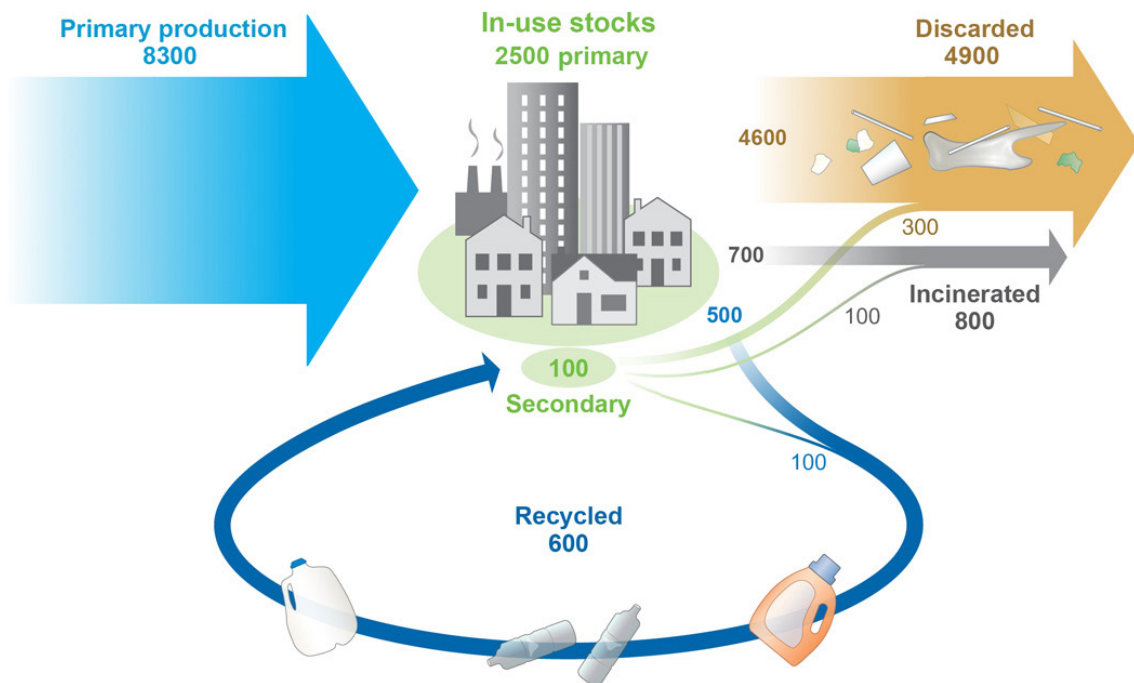 Primary production
8300
In-use stocks
2500 primary
Discarded
4900
4600
300
700
Incinerated
800
500
100
100
Secondary
100
Recycled
600